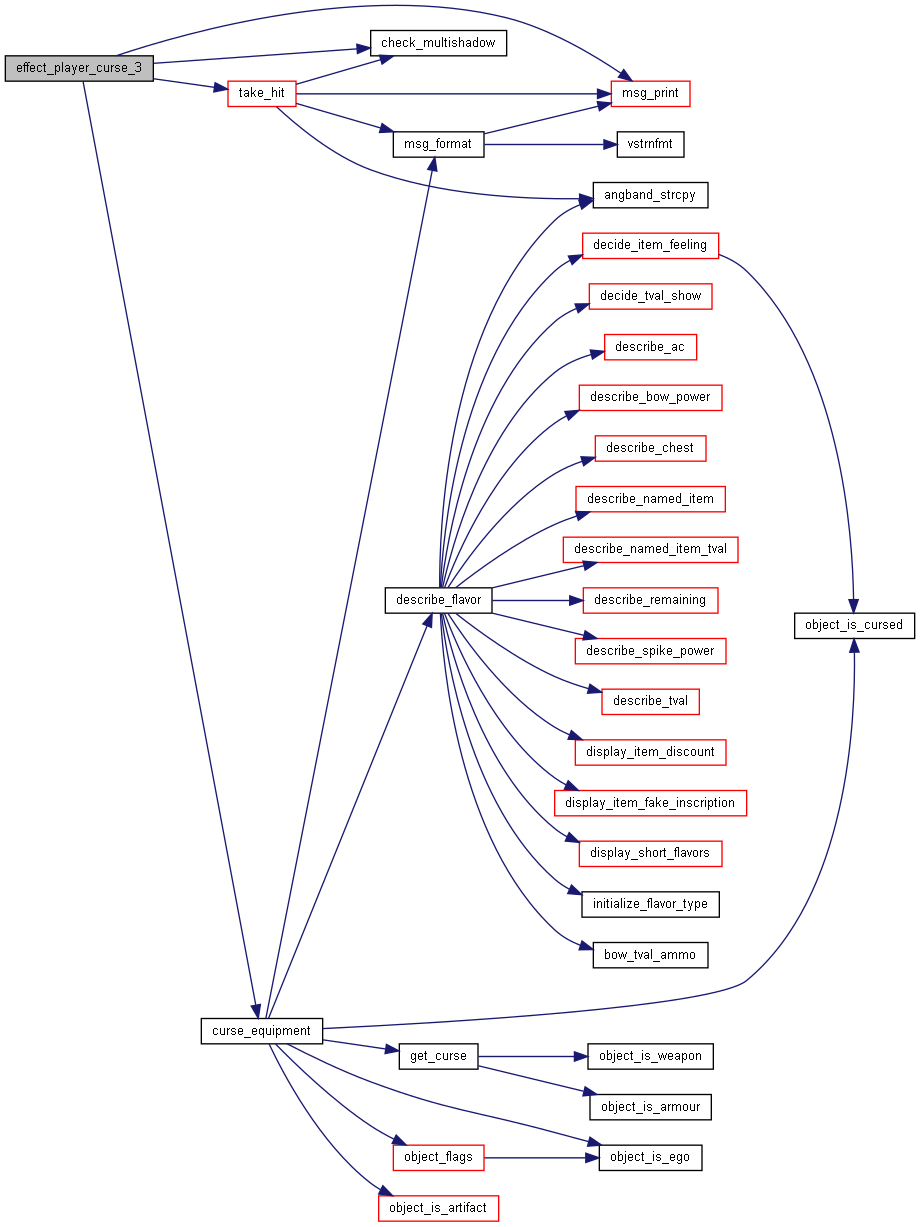 check_multishadow
effect_player_curse_3
take_hit
msg_print
msg_format
vstrnfmt
angband_strcpy
decide_item_feeling
decide_tval_show
describe_ac
describe_bow_power
describe_chest
describe_named_item
describe_named_item_tval
describe_flavor
describe_remaining
object_is_cursed
describe_spike_power
describe_tval
display_item_discount
display_item_fake_inscription
display_short_flavors
initialize_flavor_type
bow_tval_ammo
curse_equipment
get_curse
object_is_weapon
object_is_armour
object_flags
object_is_ego
object_is_artifact